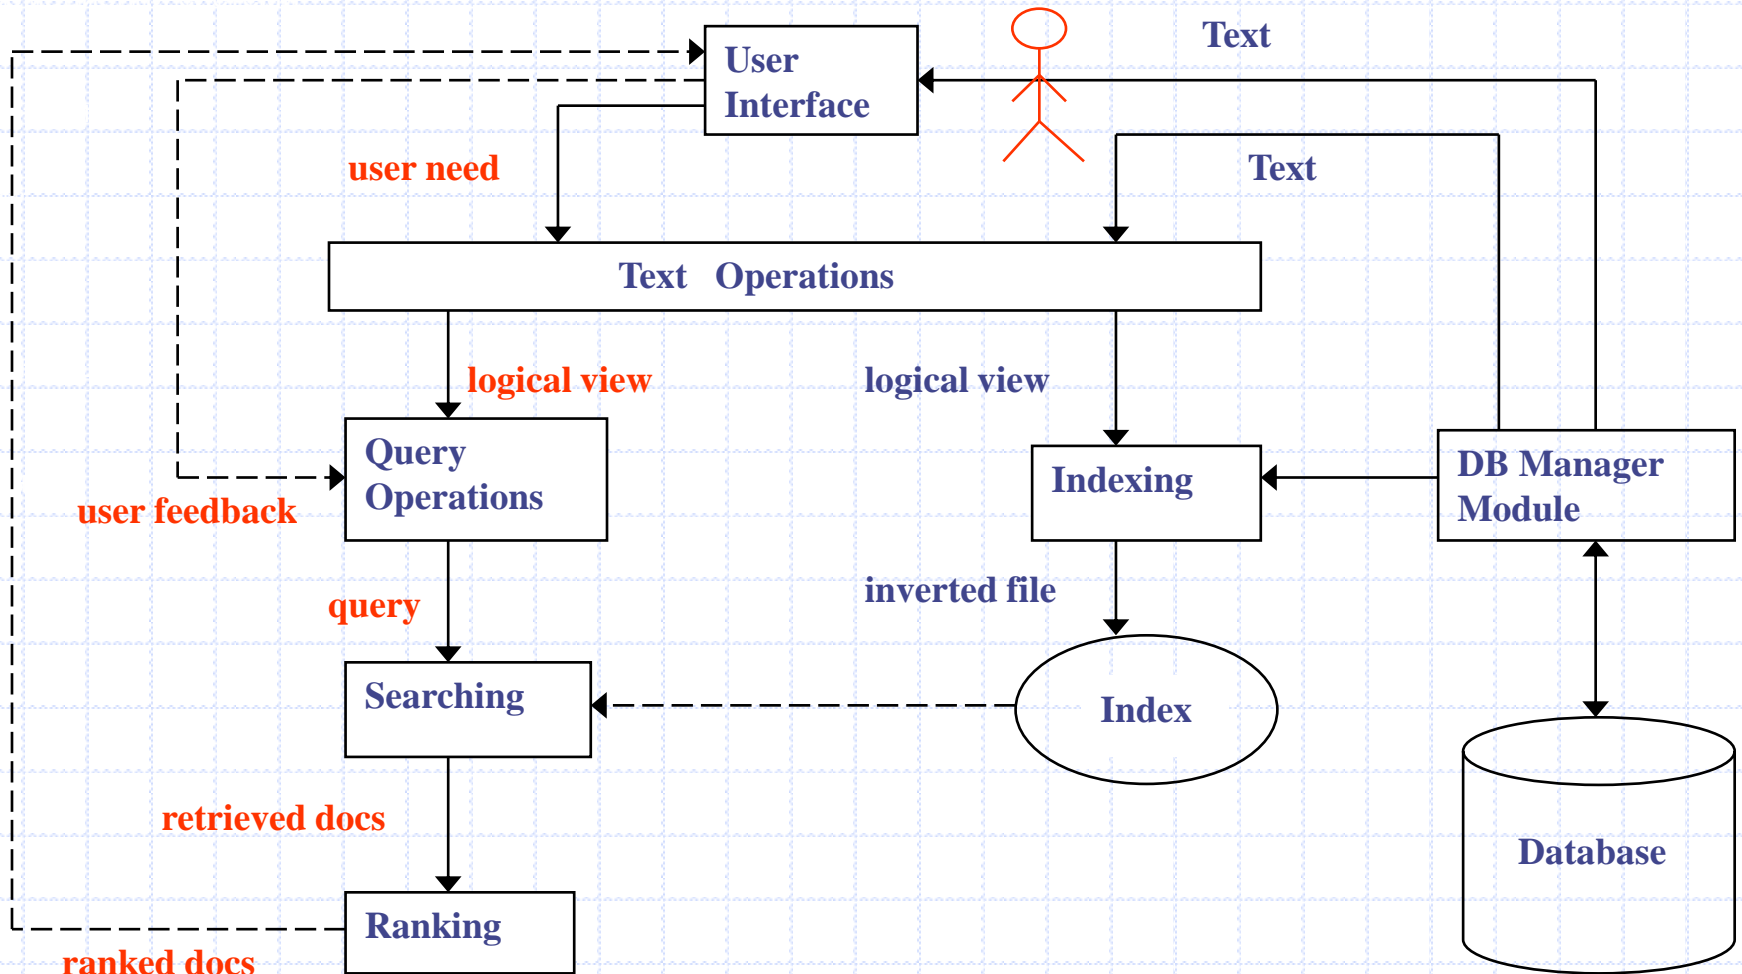 Text
User
Interface
user need
Text
Text Operations
logical view
logical view
Query
Operations
Indexing
DB Manager
Module
user feedback
query
inverted file
Searching
Index
retrieved docs
Database
Ranking
ranked docs